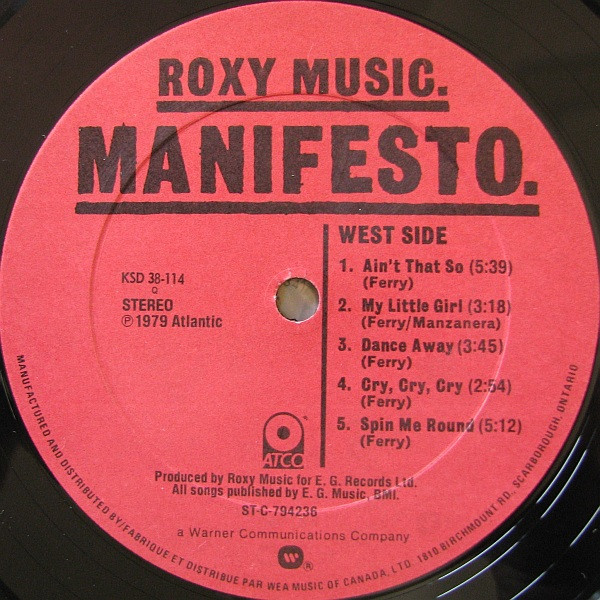 ROXY MUSIC.
MANIFESTO.
WEST SIDE
KSD 38-114
Q
STEREO
℗ 1979 Atlantic
1. Ain't That So (5:39)
(Ferry)
2. My Little Girl (3:18)
(Ferry/Manzanera)
3. Dance Away (3:45)
(Ferry)
4. Cry, Cry, Cry (2:54)
(Ferry)
5. Spin Me Round (5:12)
(Ferry)
ATCO
Produced by Roxy Music for E. G. Records Ltd.
All songs published by E. G. Music, BMI.
ST-C-794236
a Warner Communications Company
®
MANUFACTURED AND DISTRIBUTED BY/FABRIQUE ET DISTRIBUE PAR WEA MUSIC OF CANADA, LTD. 1810 BIRCHMOUNT RD, SCARBOROUGH, ONTARIO